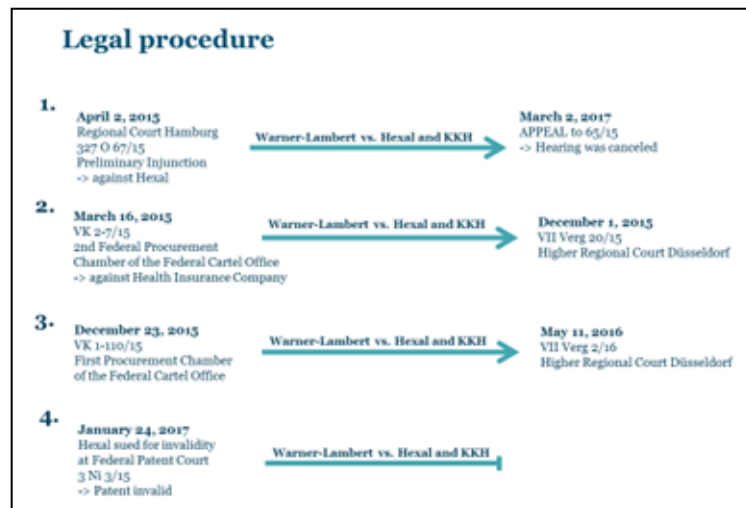 Legal procedure
1.
April 2, 2015
Regional Court Hamburg
327 O 67/15
Preliminary Injunction
-> against Hexal
Warner-Lambert vs. Hexal and KKH
March 2, 2017
APPEAL to 65/15
-> Hearing was canceled
2.
March 16, 2015
VK 2-7/15
2nd Federal Procurement
Chamber of the Federal Cartel Office
-> against Health Insurance Company
Warner-Lambert vs. Hexal and KKH
December 1, 2015
VII Verg 20/15
Higher Regional Court Düsseldorf
3.
December 23, 2015
VK 1-110/15
First Procurement Chamber
of the Federal Cartel Office
Warner-Lambert vs. Hexal and KKH
May 11, 2016
VII Verg 2/16
Higher Regional Court Düsseldorf
4.
January 24, 2017
Hexal sued for invalidity
at Federal Patent Court
3 Ni 3/15
-> Patent invalid
Warner-Lambert vs. Hexal and KKH